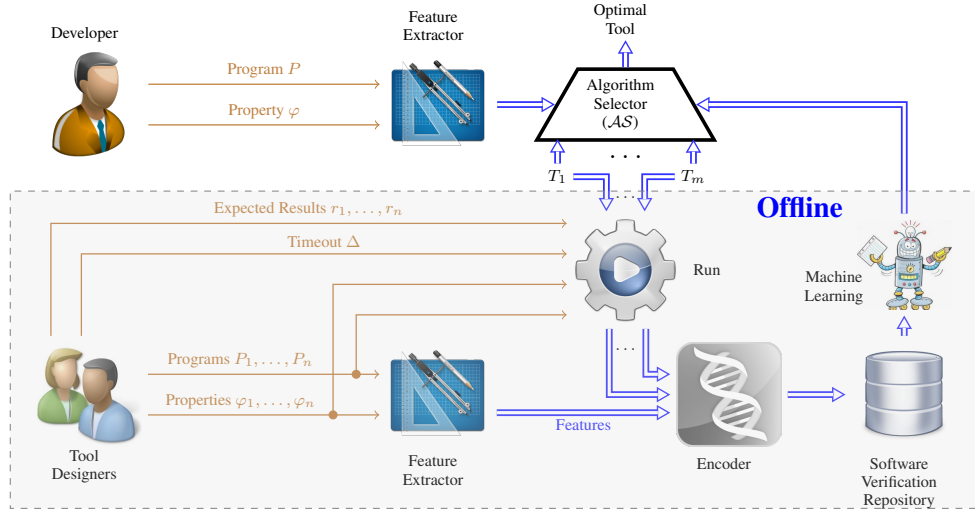 Developer
Program P
Property φ
Feature
Extractor
Optimal
Tool
Algorithm
Selector
(𝒜𝒮)
T₁
. . .
Tₘ
Offline
Expected Results r₁, . . . , rₙ
Timeout Δ
. . .
Run
Machine
Learning
Programs P₁, . . . , Pₙ
Properties φ₁, . . . , φₙ
. . .
Features
Tool
Designers
Feature
Extractor
Encoder
Software
Verification
Repository